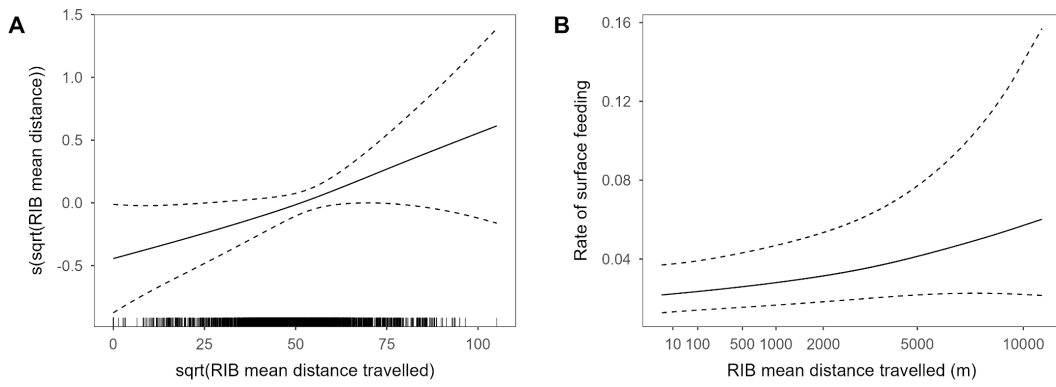 A
1.5
1.0
0.5
0.0
-0.5
s(sqrt(RIB mean distance))
0 25 50 75 100
sqrt(RIB mean distance travelled)
B
0.16
0.12
0.08
0.04
Rate of surface feeding
10 100 500 1000 2000 5000 10000
RIB mean distance travelled (m)